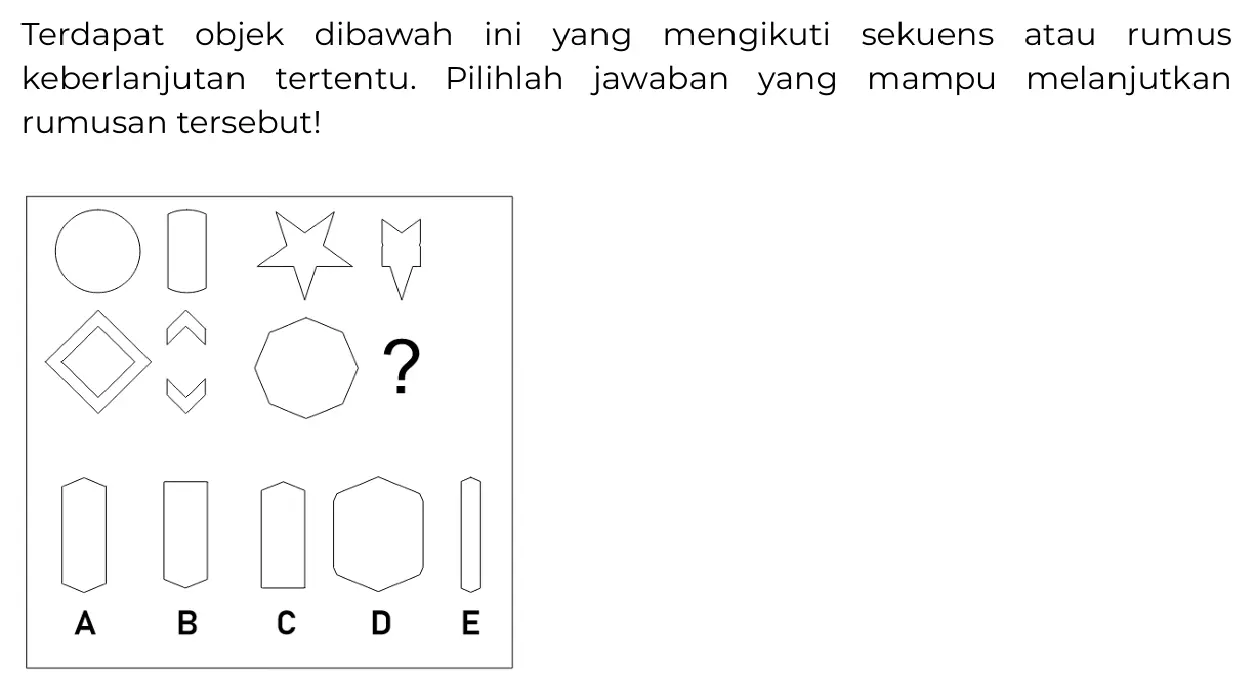 Terdapat objek dibawah ini yang mengikuti sekuens atau rumus
keberlanjutan tertentu. Pilihlah jawaban yang mampu melanjutkan
rumusan tersebut!
?
A B C D E